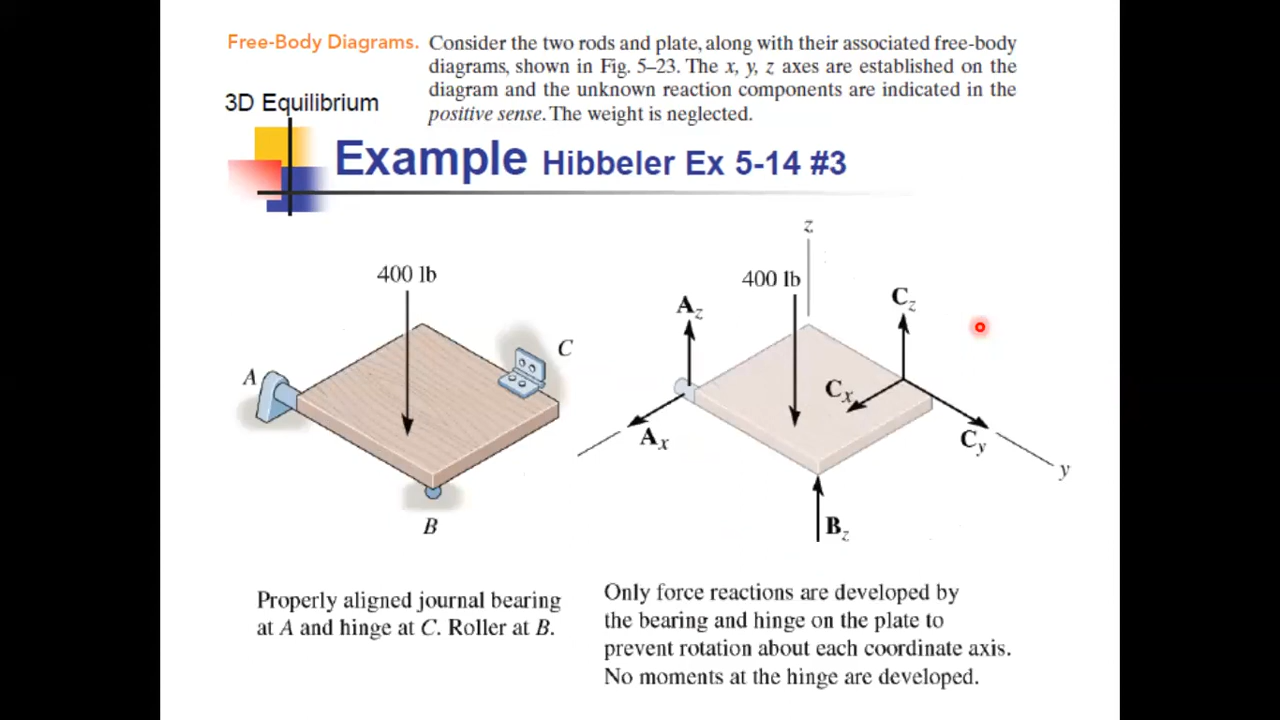 Free-Body Diagrams. Consider the two rods and plate, along with their associated free-body
diagrams, shown in Fig. 5–23. The x, y, z axes are established on the
diagram and the unknown reaction components are indicated in the
positive sense. The weight is neglected.
3D Equilibrium
Example Hibbeler Ex 5-14 #3
400 lb
A
C
B
z
400 lb
Az
Cz
Cx
Ax
Cy
y
Bz
Properly aligned journal bearing
at A and hinge at C. Roller at B.
Only force reactions are developed by
the bearing and hinge on the plate to
prevent rotation about each coordinate axis.
No moments at the hinge are developed.